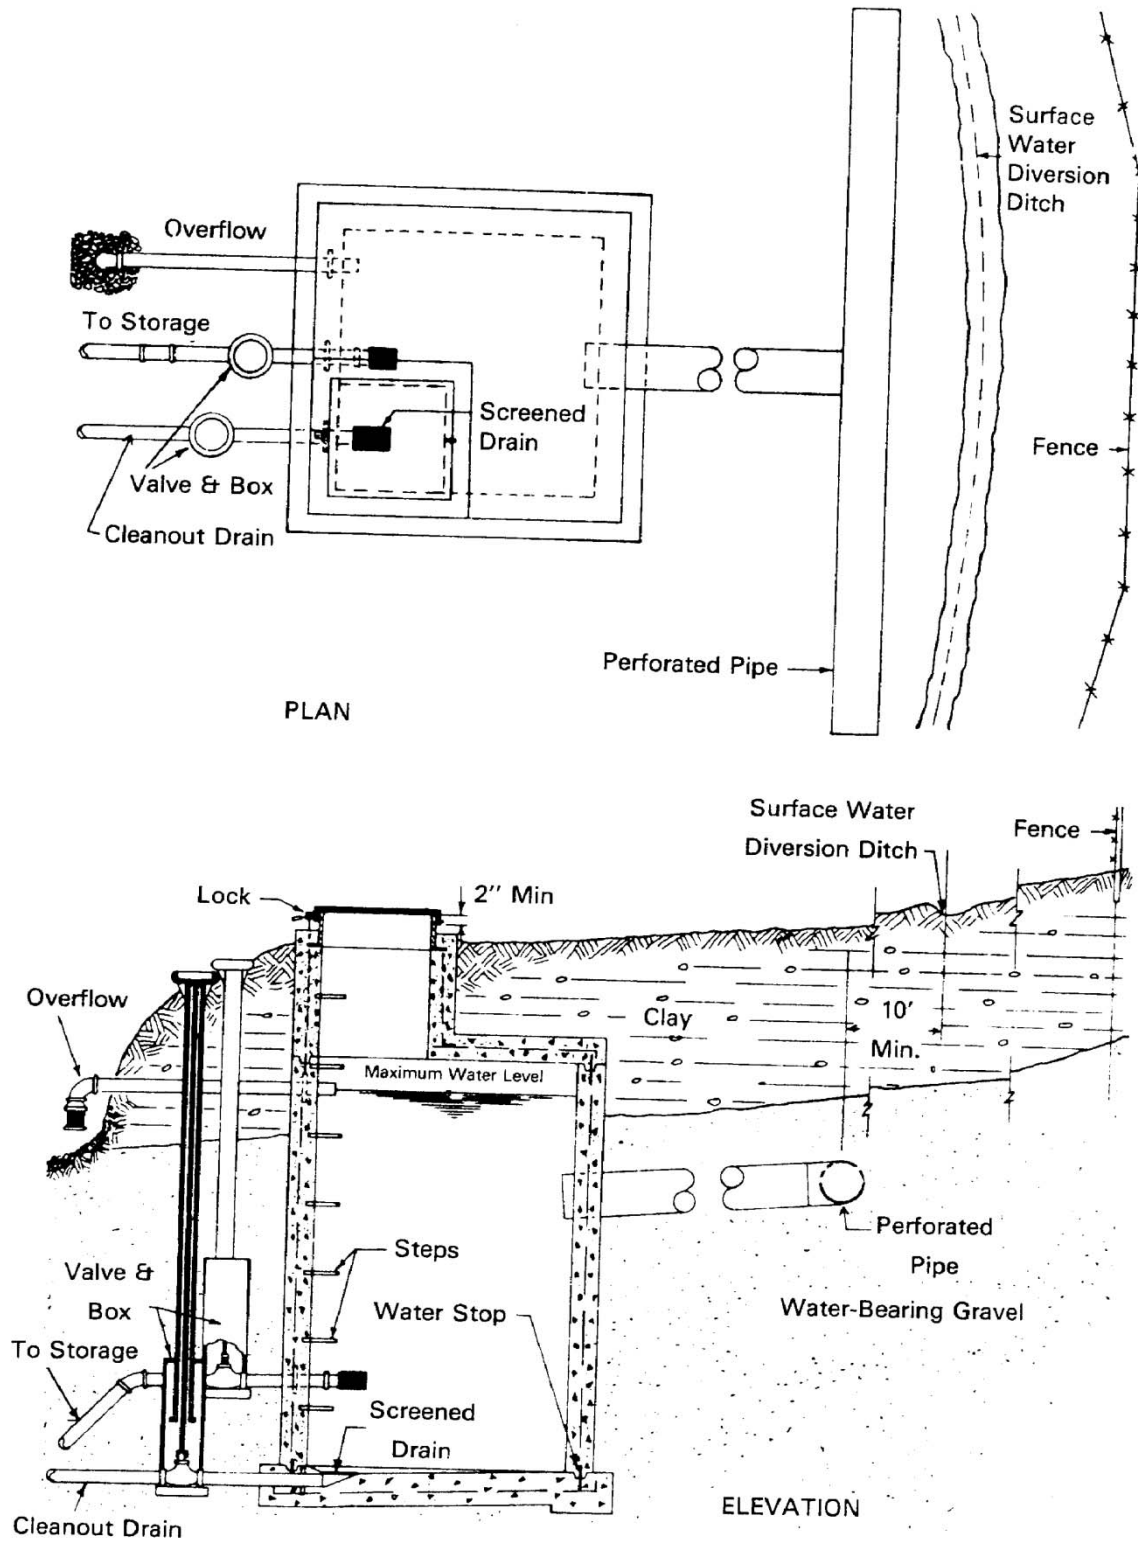 Surface
Water
Diversion
Ditch
Overflow
To Storage
Screened
Drain
Fence
Valve & Box
Cleanout Drain
Perforated Pipe
PLAN
Surface Water
Diversion Ditch
Fence
Lock
2" Min
Overflow
10'
Clay
Min.
Maximum Water Level
Perforated
Pipe
Steps
Valve &
Box
Water Stop
Water-Bearing Gravel
To Storage
Screened
Drain
ELEVATION
Cleanout Drain